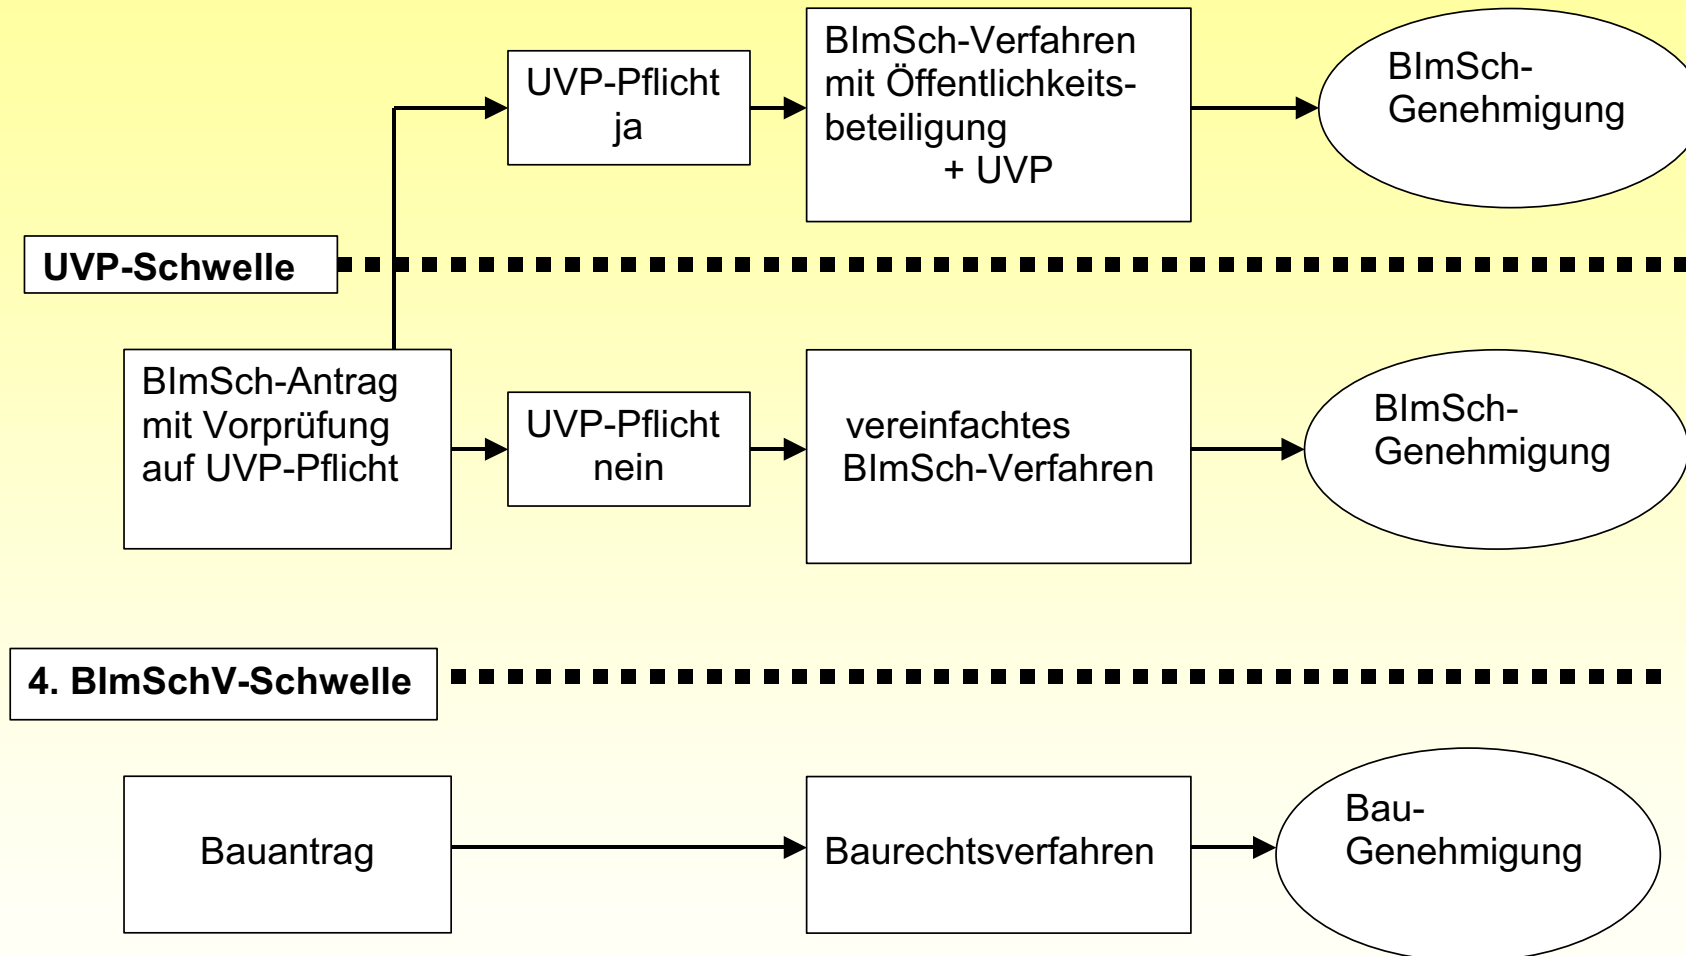 UVP-Pflicht
ja
BImSch-Verfahren
mit Öffentlichkeits-
beteiligung
+ UVP
BImSch-
Genehmigung
UVP-Schwelle
BImSch-Antrag
mit Vorprüfung
auf UVP-Pflicht
UVP-Pflicht
nein
vereinfachtes
BImSch-Verfahren
BImSch-
Genehmigung
4. BImSchV-Schwelle
Bauantrag
Baurechtsverfahren
Bau-
Genehmigung